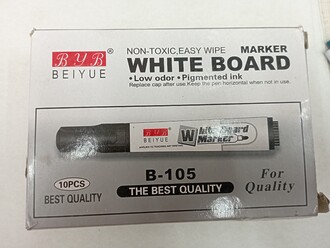 BYB
BEIYUE
NON-TOXIC,EASY WIPE MARKER
WHITE BOARD
•Low odor •Pigmented ink
Replace cap after use.Keep the pen horizontal when not in use.
BYB
BEIYUE
White Board
Marker
B-105
THE BEST QUALITY
10PCS
BEST QUALITY
For
Quality